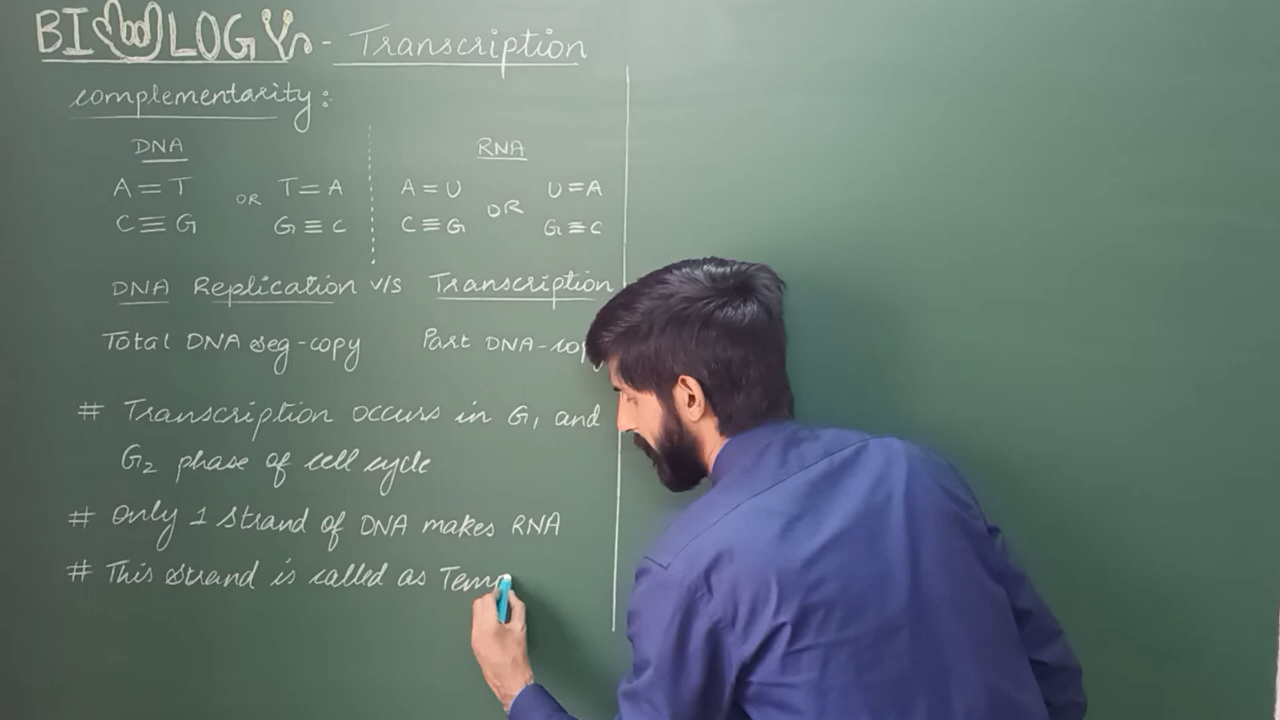 BIOLOGY - Transcription
complementarity:
DNA RNA
A = T OR T = A A = U OR U = A
C ≡ G G ≡ C C ≡ G G ≡ C
DNA Replication v/s Transcription
Total DNA seg-copy Part DNA-cop
# Transcription occurs in G₁ and
G₂ phase of cell cycle
# Only 1 strand of DNA makes RNA
# This strand is called as Temp